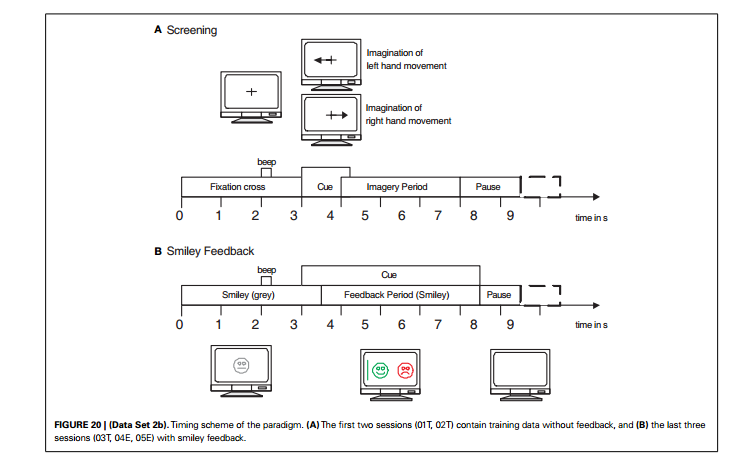 A Screening
Imagination of
left hand movement
Imagination of
right hand movement
beep
Fixation cross Cue Imagery Period Pause
0 1 2 3 4 5 6 7 8 9 time in s
B Smiley Feedback
beep
Cue
Smiley (grey) Feedback Period (Smiley) Pause
0 1 2 3 4 5 6 7 8 9 time in s
FIGURE 20 | (Data Set 2b). Timing scheme of the paradigm. (A) The first two sessions (01T, 02T) contain training data without feedback, and (B) the last three
sessions (03T, 04E, 05E) with smiley feedback.